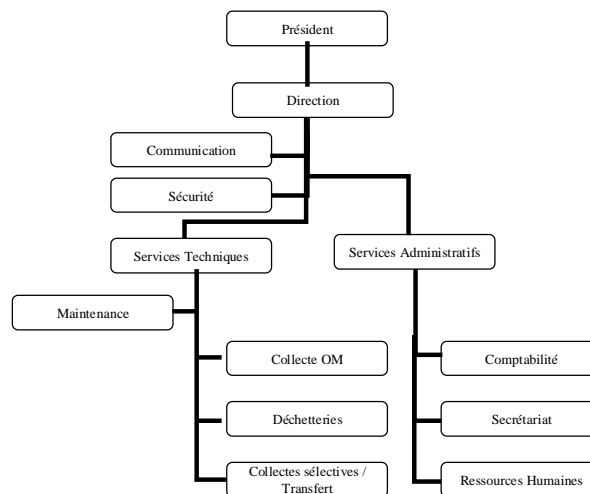 Président
Direction
Communication
Sécurité
Services Techniques
Services Administratifs
Maintenance
Collecte OM
Comptabilité
Déchetteries
Secrétariat
Collectes sélectives /
Transfert
Ressources Humaines